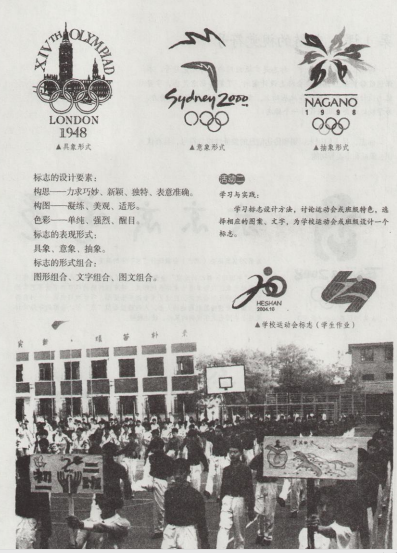 XIVTH OLYMPIAD
LONDON
1948
▲具象形式
Sydney 2000
▲意象形式
NAGANO
1998
▲抽象形式
标志的设计要素：
构思——力求巧妙、新颖、独特、表意准确。
构图——凝练、美观、适形。
色彩——单纯、强烈、醒目。
标志的表现形式：
具象、意象、抽象。
标志的形式组合：
图形组合、文字组合、图文组合。
活动二
学习与实践：
学习标志设计方法，讨论运动会或班级特色，选
择相应的图案、文字，为学校运动会或班级设计一个
标志。
HESHAN
2004.10
▲学校运动会标志（学生作业）
初二班